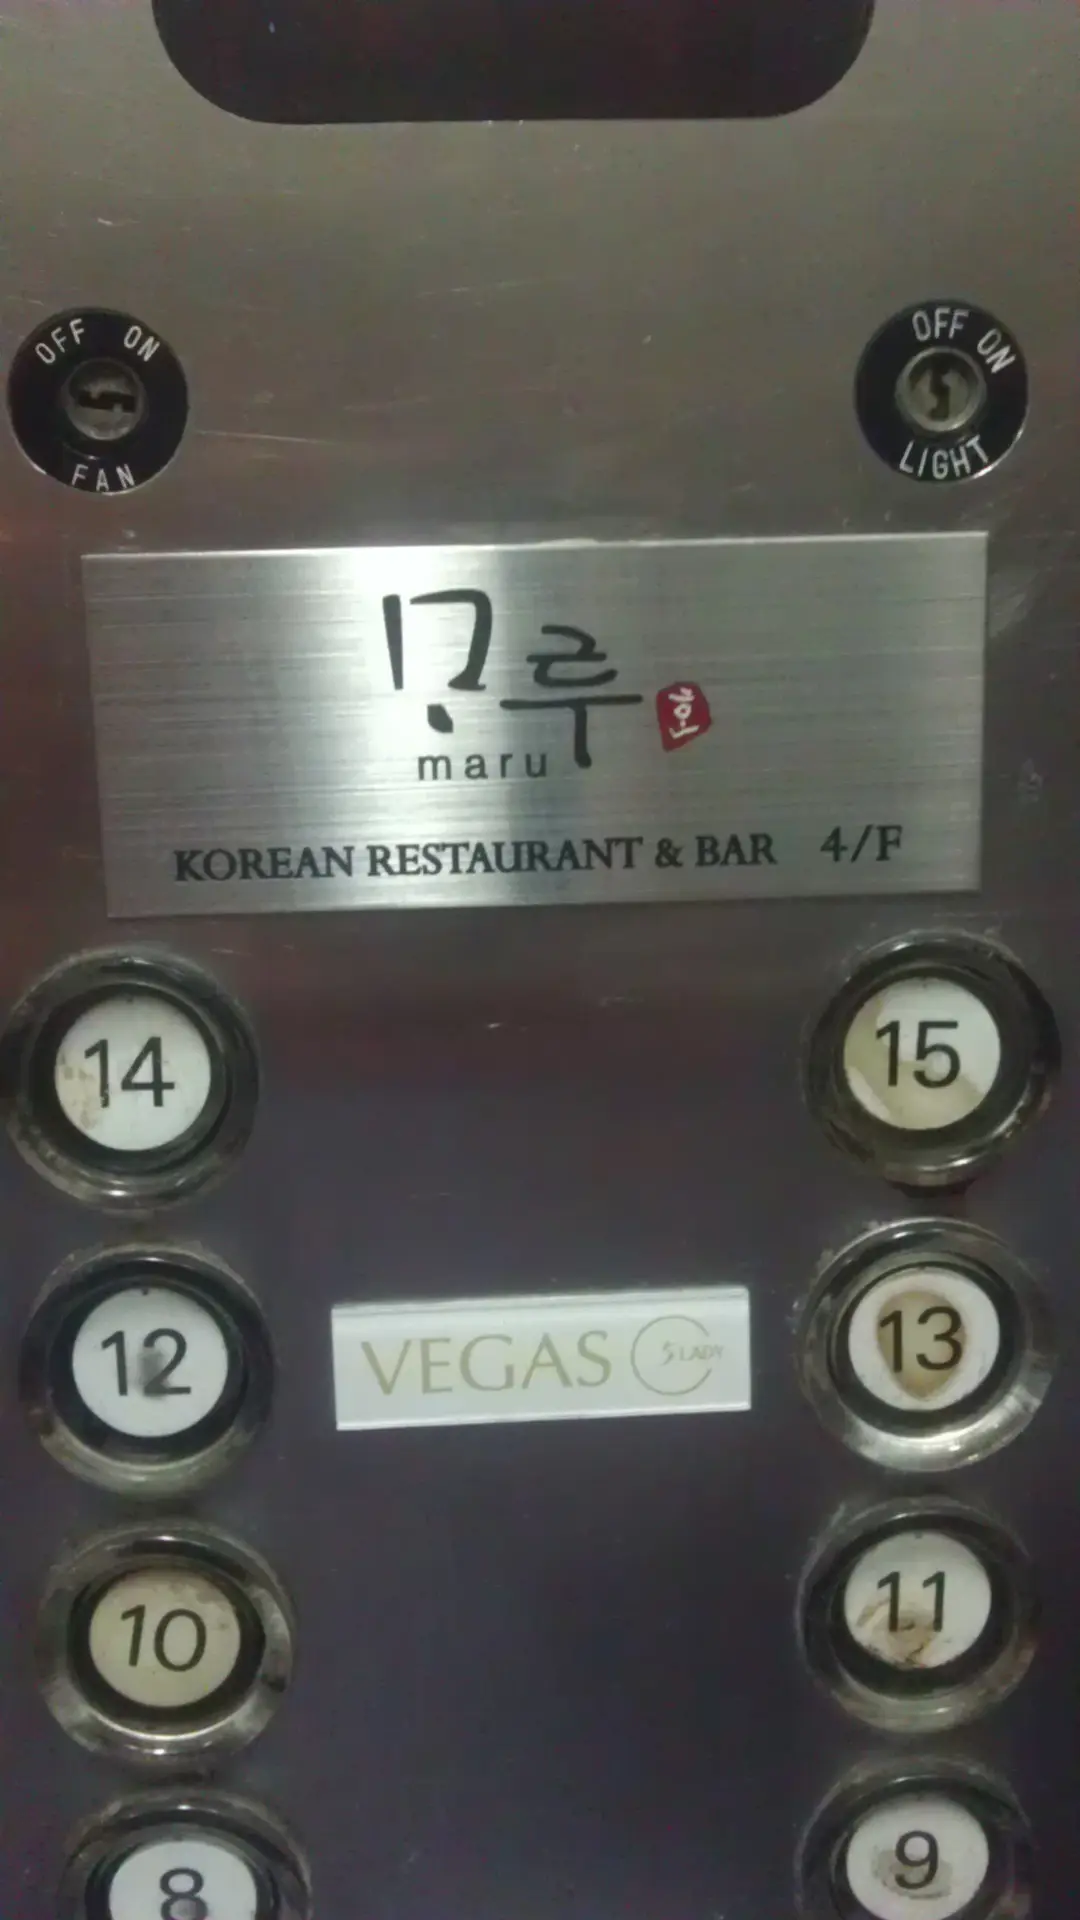 OFF ON
FAN
OFF ON
LIGHT
루
maru
KOREAN RESTAURANT & BAR 4/F
14
15
12
VEGAS LADY
13
10
11
8
9